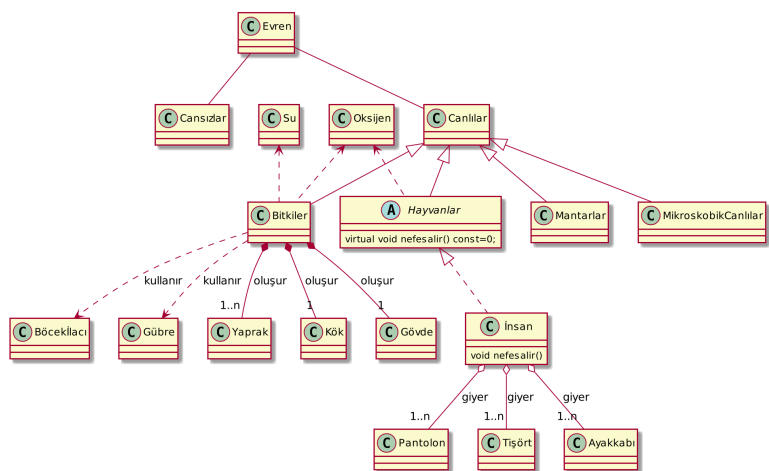 C Evren
C Cansızlar
C Su
C Oksijen
C Canlılar
C Bitkiler
A Hayvanlar
virtual void nefesalir() const=0;
C Mantarlar
C MikroskobikCanlılar
kullanır
kullanır
oluşur
oluşur
oluşur
1..n
1
1
C Böcekİlacı
C Gübre
C Yaprak
C Kök
C Gövde
C İnsan
void nefesalir()
giyer
giyer
giyer
1..n
1..n
1..n
C Pantolon
C Tişört
C Ayakkabı